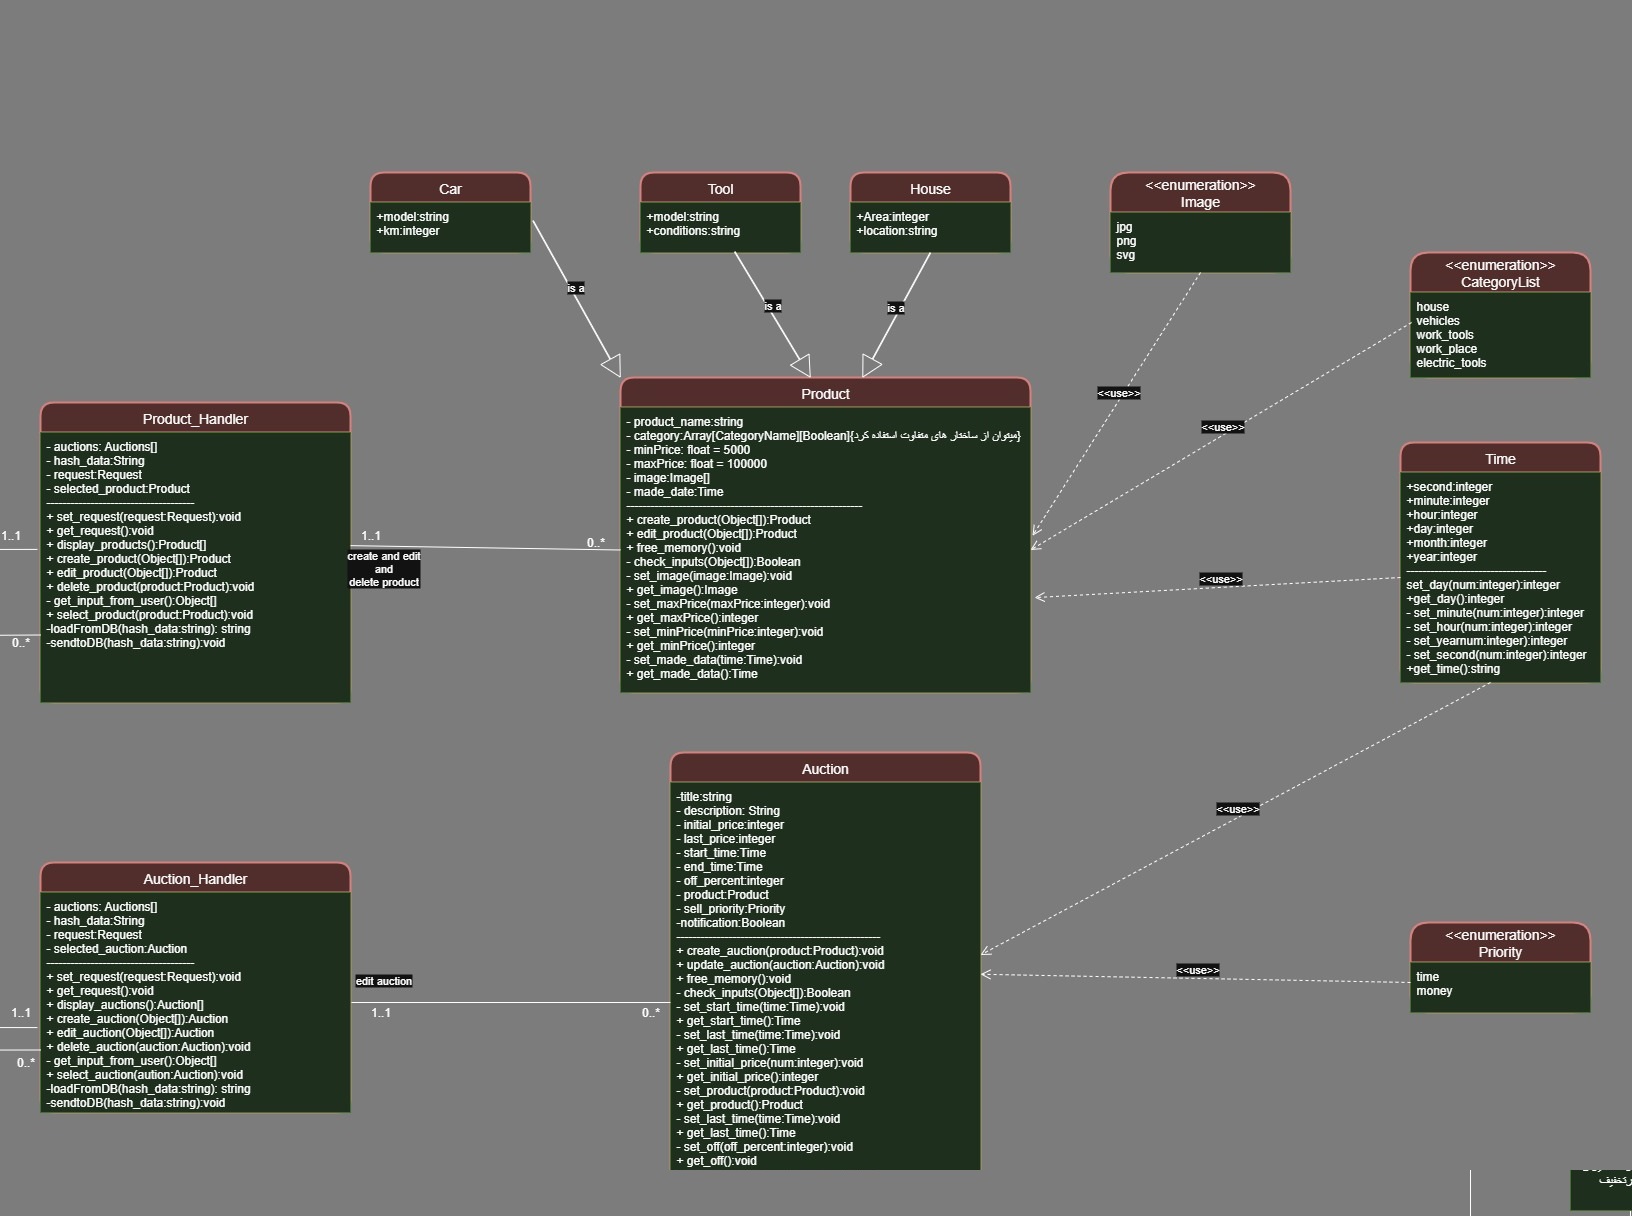 Car
+model:string
+km:integer
Tool
+model:string
+conditions:string
House
+Area:integer
+location:string
<<enumeration>>
Image
jpg
png
svg
<<enumeration>>
CategoryList
house
vehicles
work_tools
work_place
electric_tools
is a
is a
is a
<<use>>
<<use>>
<<use>>
Product_Handler
- auctions: Auctions[]
- hash_data:String
- request:Request
- selected_product:Product
+ set_request(request:Request):void
+ get_request():void
+ display_products():Product[]
+ create_product(Object[]):Product
+ edit_product(Object[]):Product
+ delete_product(product:Product):void
- get_input_from_user():Object[]
+ select_product(product:Product):void
-loadFromDB(hash_data:string): string
-sendtoDB(hash_data:string):void
1..1
0..*
1..1
create and edit
and
delete product
0..*
Product
- product_name:string
- category:Array[CategoryName][Boolean]{میتوان از ساختار های متفاوت استفاده کرد}
- minPrice: float = 5000
- maxPrice: float = 100000
- image:Image[]
- made_date:Time
+ create_product(Object[]):Product
+ edit_product(Object[]):Product
+ free_memory():void
- check_inputs(Object[]):Boolean
- set_image(image:Image):void
+ get_image():Image
- set_maxPrice(maxPrice:integer):void
+ get_maxPrice():integer
- set_minPrice(minPrice:integer):void
+ get_minPrice():integer
- set_made_data(time:Time):void
+ get_made_data():Time
Time
+second:integer
+minute:integer
+hour:integer
+day:integer
+month:integer
+year:integer
set_day(num:integer):integer
+get_day():integer
- set_minute(num:integer):integer
- set_hour(num:integer):integer
- set_yearnum:integer):integer
- set_second(num:integer):integer
+get_time():string
<<use>>
Auction_Handler
- auctions: Auctions[]
- hash_data:String
- request:Request
- selected_auction:Auction
+ set_request(request:Request):void
+ get_request():void
+ display_auctions():Auction[]
+ create_auction(Object[]):Auction
+ edit_auction(Object[]):Auction
+ delete_auction(auction:Auction):void
- get_input_from_user():Object[]
+ select_auction(aution:Auction):void
-loadFromDB(hash_data:string): string
-sendtoDB(hash_data:string):void
1..1
0..*
edit auction
1..1
0..*
Auction
-title:string
- description: String
- initial_price:integer
- last_price:integer
- start_time:Time
- end_time:Time
- off_percent:integer
- product:Product
- sell_priority:Priority
-notification:Boolean
+ create_auction(product:Product):void
+ update_auction(auction:Auction):void
+ free_memory():void
- check_inputs(Object[]):Boolean
- set_start_time(time:Time):void
+ get_start_time():Time
- set_last_time(time:Time):void
+ get_last_time():Time
- set_initial_price(num:integer):void
+ get_initial_price():integer
- set_product(product:Product):void
+ get_product():Product
- set_last_time(time:Time):void
+ get_last_time():Time
- set_off(off_percent:integer):void
+ get_off():void
<<use>>
<<enumeration>>
Priority
time
money